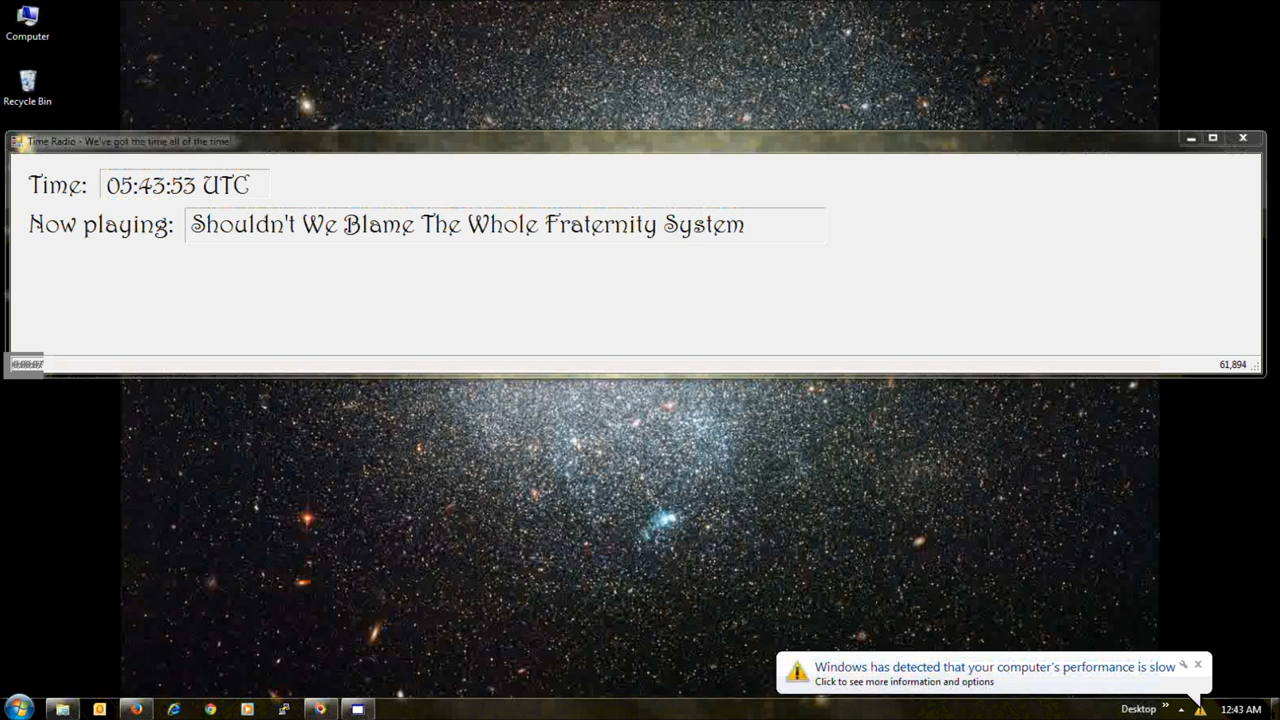 Computer
Recycle Bin
Time Radio - We've got the time all of the time!
Time: 05:43:53 UTC
Now playing: Shouldn't We Blame The Whole Fraternity System
61,894
Windows has detected that your computer's performance is slow
Click to see more information and options
Desktop
12:43 AM